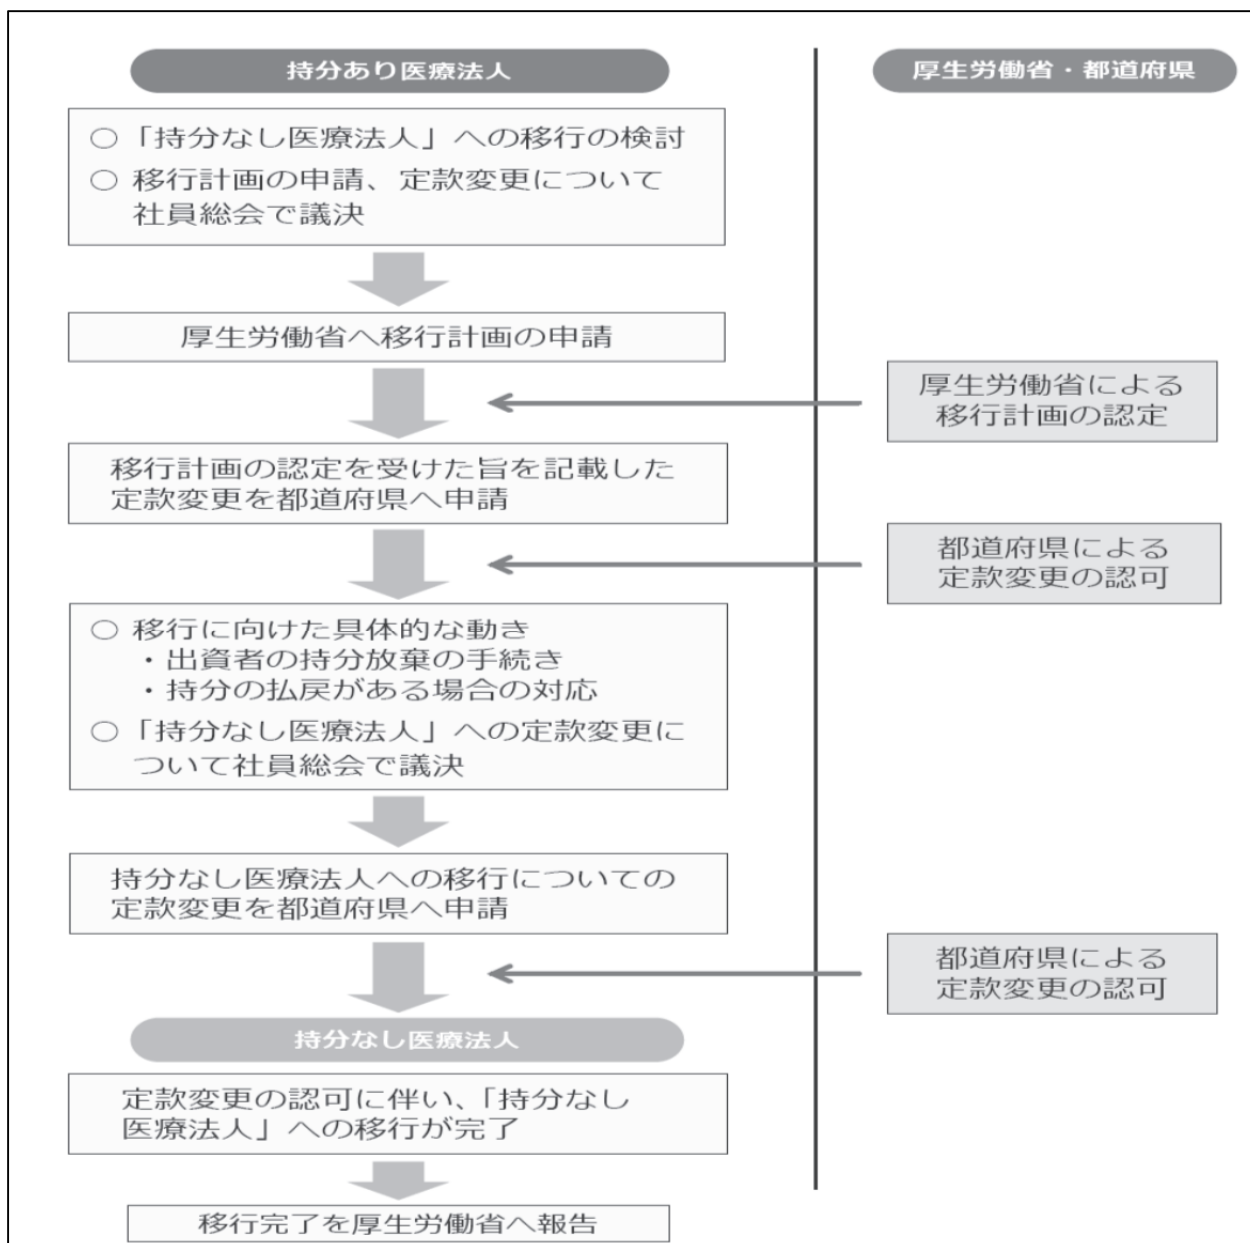 持分あり医療法人
厚生労働省・都道府県
○ 「持分なし医療法人」への移行の検討
○ 移行計画の申請、定款変更について
社員総会で議決
厚生労働省へ移行計画の申請
厚生労働省による
移行計画の認定
移行計画の認定を受けた旨を記載した
定款変更を都道府県へ申請
都道府県による
定款変更の認可
○ 移行に向けた具体的な動き
・出資者の持分放棄の手続き
・持分の払戻がある場合の対応
○ 「持分なし医療法人」への定款変更に
ついて社員総会で議決
持分なし医療法人への移行についての
定款変更を都道府県へ申請
都道府県による
定款変更の認可
持分なし医療法人
定款変更の認可に伴い、「持分なし
医療法人」への移行が完了
移行完了を厚生労働省へ報告